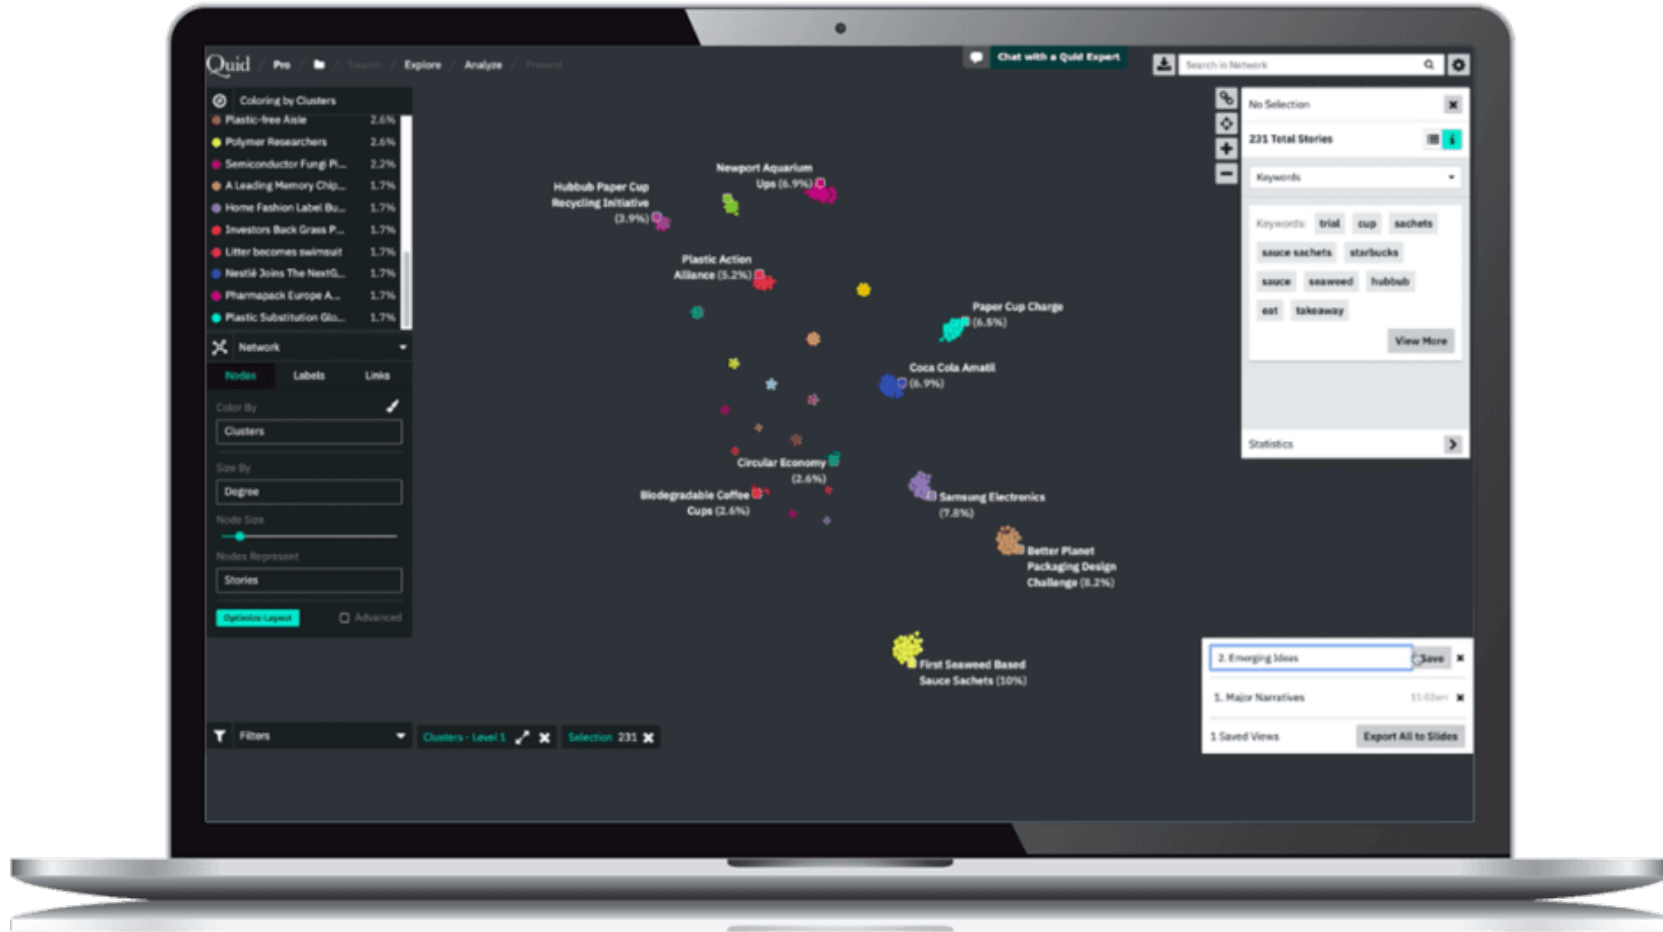 Quid / Pro / / Search / Explore / Analyze / Present
Chat with a Quid Expert
Search in Network
Coloring by Clusters
Plastic-free Aisle 2.6%
Polymer Researchers 2.6%
Semiconductor Fungi Pi... 2.2%
A Leading Memory Chip... 1.7%
Home Fashion Label Bu... 1.7%
Investors Back Grass P... 1.7%
Litter becomes swimsuit 1.7%
Nestlé Joins The NextG... 1.7%
Pharmapack Europe A... 1.7%
Plastic Substitution Glo... 1.7%
Network
Nodes Labels Links
Color By
Clusters
Size By
Degree
Node Size
Nodes Represent
Stories
Optimize Layout Advanced
Filters
Clusters - Level 1
Selection 231
Newport Aquarium
Ups (6.9%)
Hubbub Paper Cup
Recycling Initiative
(3.9%)
Plastic Action
Alliance (5.2%)
Paper Cup Charge
(6.5%)
Coca Cola Amatil
(6.9%)
Circular Economy
(2.6%)
Biodegradable Coffee
Cups (2.6%)
Samsung Electronics
(7.8%)
Better Planet
Packaging Design
Challenge (8.2%)
First Seaweed Based
Sauce Sachets (10%)
No Selection
231 Total Stories
Keywords
Keywords: trial cup sachets
sauce sachets starbucks
sauce seaweed hubbub
eat takeaway
View More
Statistics
2. Emerging Ideas Save
1. Major Narratives 11:03am
1 Saved Views Export All to Slides